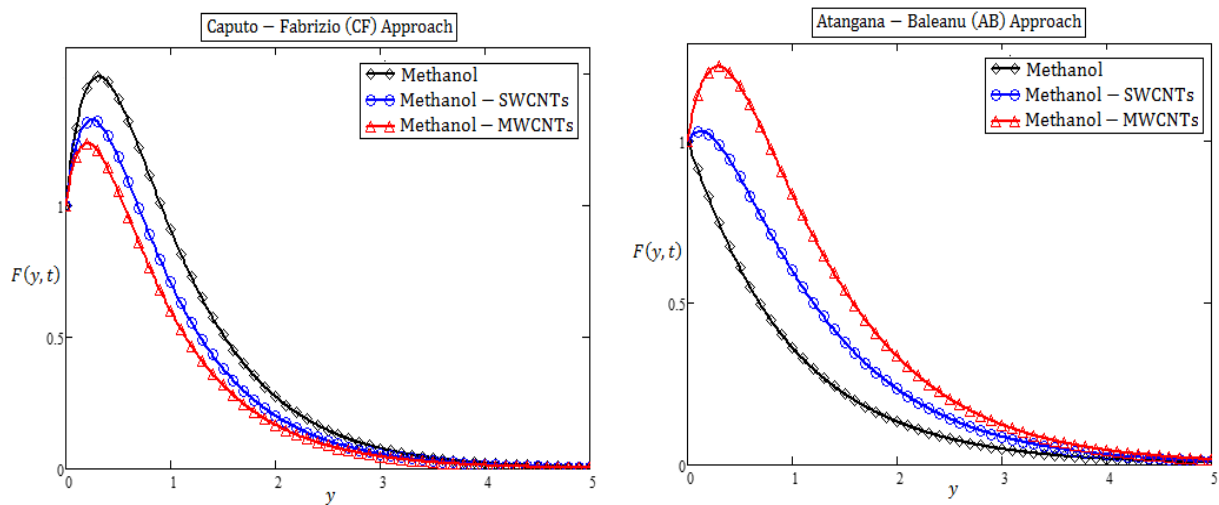 Caputo – Fabrizio (CF) Approach
Methanol
Methanol – SWCNTs
Methanol – MWCNTs
1
F(y, t)
0.5
0
0 1 2 3 4 5
y
Atangana – Baleanu (AB) Approach
Methanol
Methanol – SWCNTs
Methanol – MWCNTs
1
F(y, t)
0.5
0
0 1 2 3 4 5
y